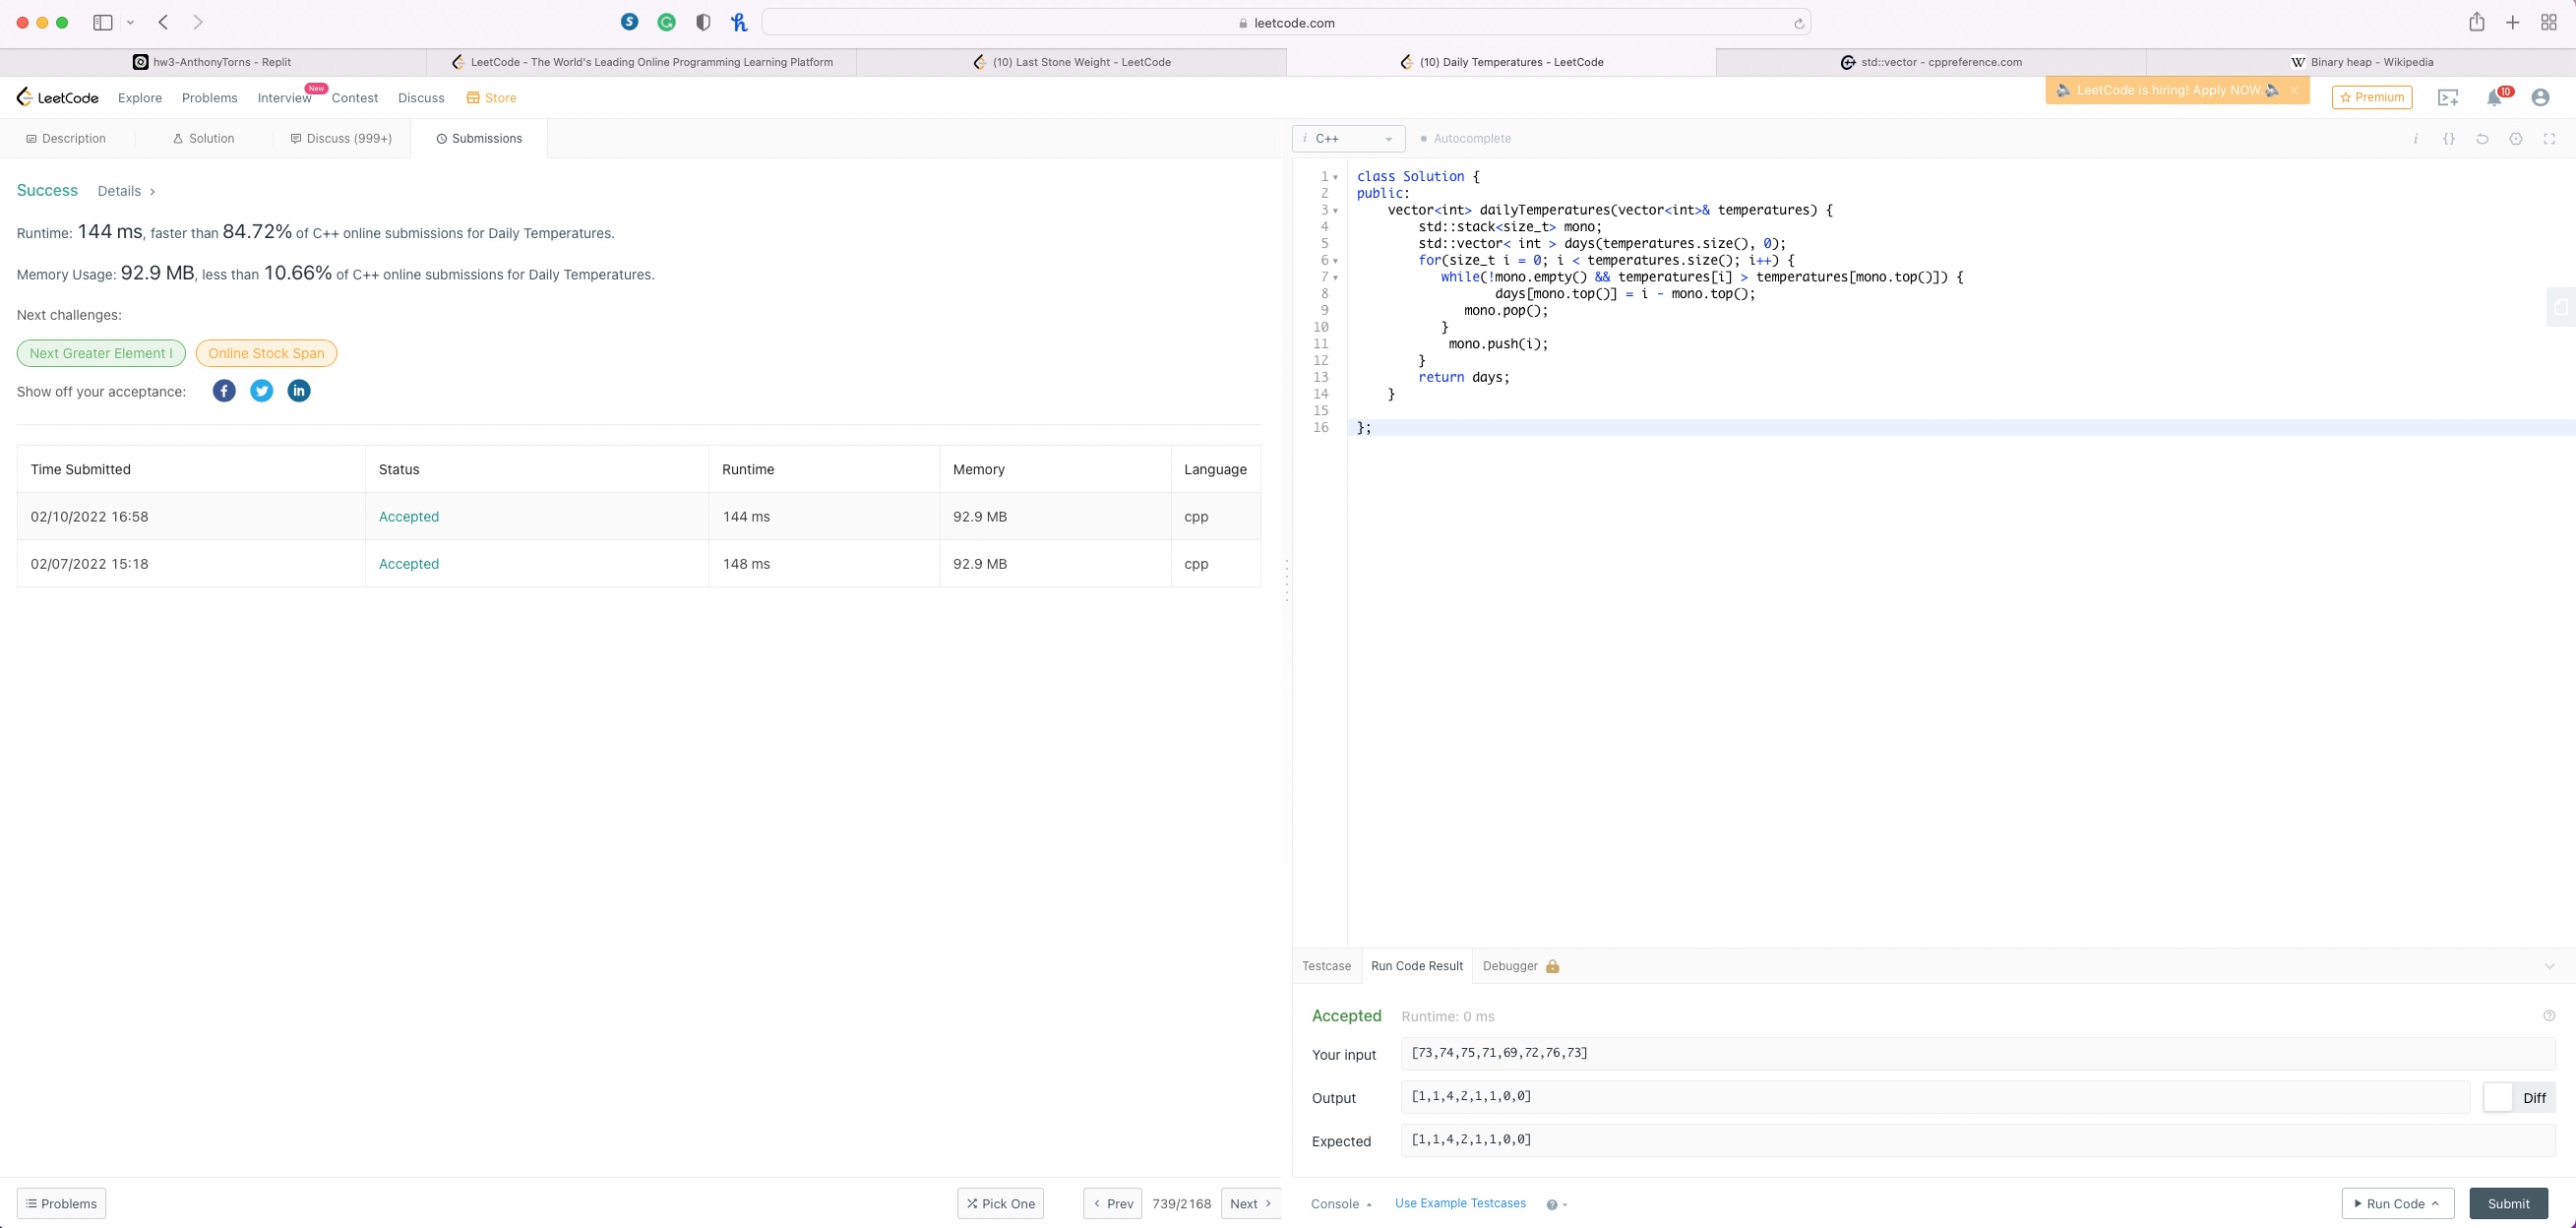 leetcode.com
hw3-AnthonyTorns - Replit
LeetCode - The World's Leading Online Programming Learning Platform
(10) Last Stone Weight - LeetCode
(10) Daily Temperatures - LeetCode
std::vector - cppreference.com
W Binary heap - Wikipedia
LeetCode Explore Problems Interview New Contest Discuss Store
LeetCode is hiring! Apply NOW.
Premium
10
Description Solution Discuss (999+) Submissions
Success Details >
Runtime: 144 ms, faster than 84.72% of C++ online submissions for Daily Temperatures.
Memory Usage: 92.9 MB, less than 10.66% of C++ online submissions for Daily Temperatures.
Next challenges:
Next Greater Element I Online Stock Span
Show off your acceptance:
Time Submitted Status Runtime Memory Language
02/10/2022 16:58 Accepted 144 ms 92.9 MB cpp
02/07/2022 15:18 Accepted 148 ms 92.9 MB cpp
Problems
Pick One
< Prev 739/2168 Next >
i C++ Autocomplete
i {}
1 class Solution {
2 public:
3     vector<int> dailyTemperatures(vector<int>& temperatures) {
4         std::stack<size_t> mono;
5         std::vector< int > days(temperatures.size(), 0);
6         for(size_t i = 0; i < temperatures.size(); i++) {
7            while(!mono.empty() && temperatures[i] > temperatures[mono.top()]) {
8                   days[mono.top()] = i - mono.top();
9               mono.pop();
10            }
11             mono.push(i);
12         }
13         return days;
14     }
15
16 };
Testcase Run Code Result Debugger
Accepted Runtime: 0 ms
Your input [73,74,75,71,69,72,76,73]
Output [1,1,4,2,1,1,0,0] Diff
Expected [1,1,4,2,1,1,0,0]
Console Use Example Testcases
Run Code Submit